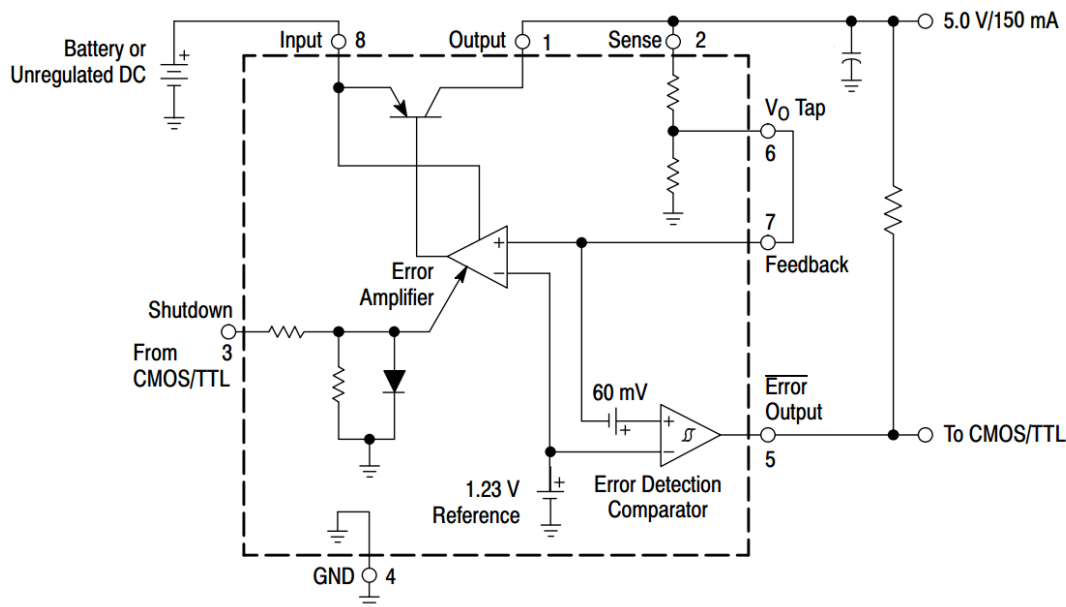 Battery or
Unregulated DC
Input
8
Output
1
Sense
2
5.0 V/150 mA
VO Tap
6
7
Feedback
Error
Amplifier
Shutdown
3
From
CMOS/TTL
60 mV
Error
Output
5
To CMOS/TTL
1.23 V
Reference
Error Detection
Comparator
GND
4